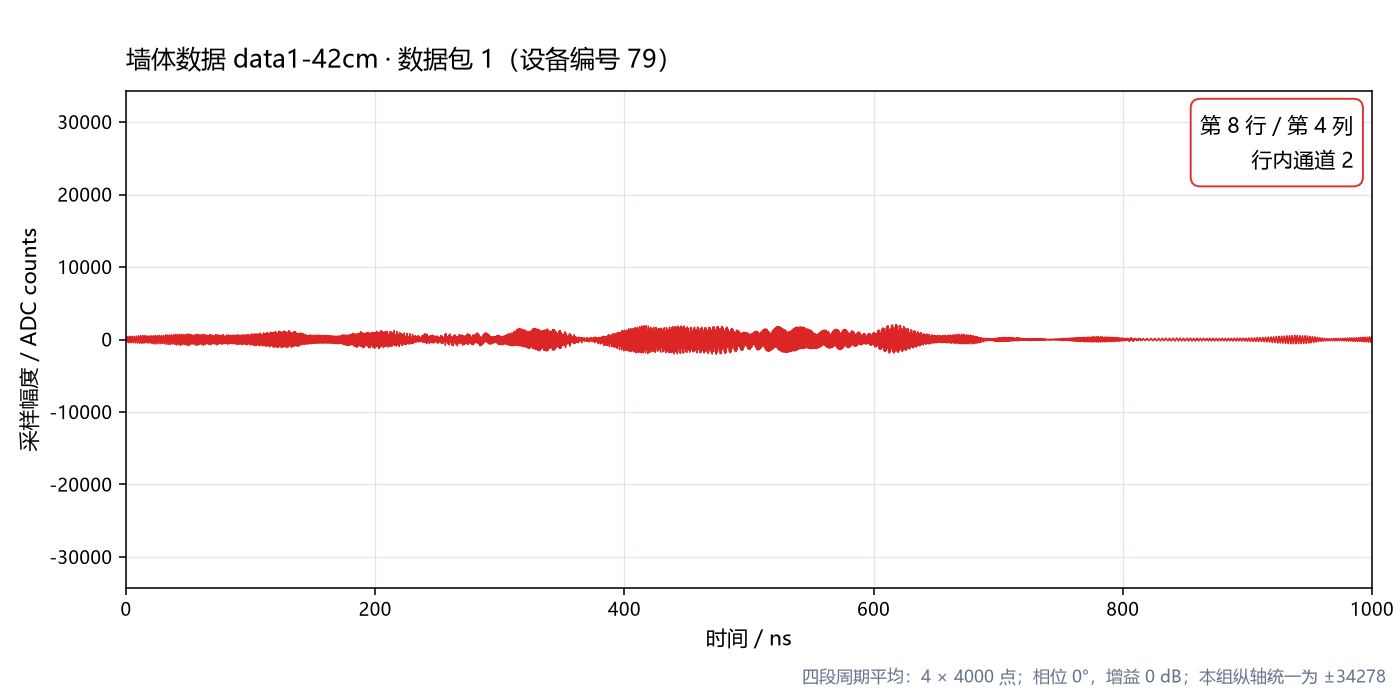 墙体数据 data1-42cm · 数据包 1（设备编号 79）
第 8 行 / 第 4 列
行内通道 2
采样幅度 / ADC counts
30000
20000
10000
0
-10000
-20000
-30000
0 200 400 600 800 1000
时间 / ns
四段周期平均：4 × 4000 点；相位 0°，增益 0 dB；本组纵轴统一为 ±34278